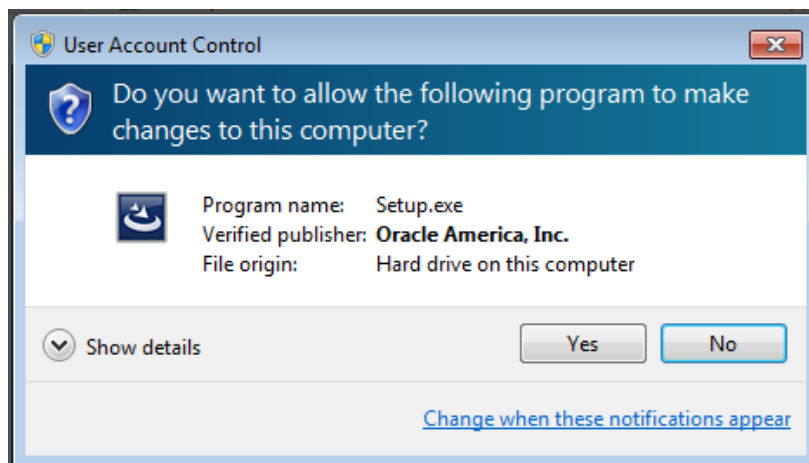 User Account Control
Do you want to allow the following program to make
changes to this computer?
Program name: Setup.exe
Verified publisher: Oracle America, Inc.
File origin: Hard drive on this computer
Show details
Yes
No
Change when these notifications appear